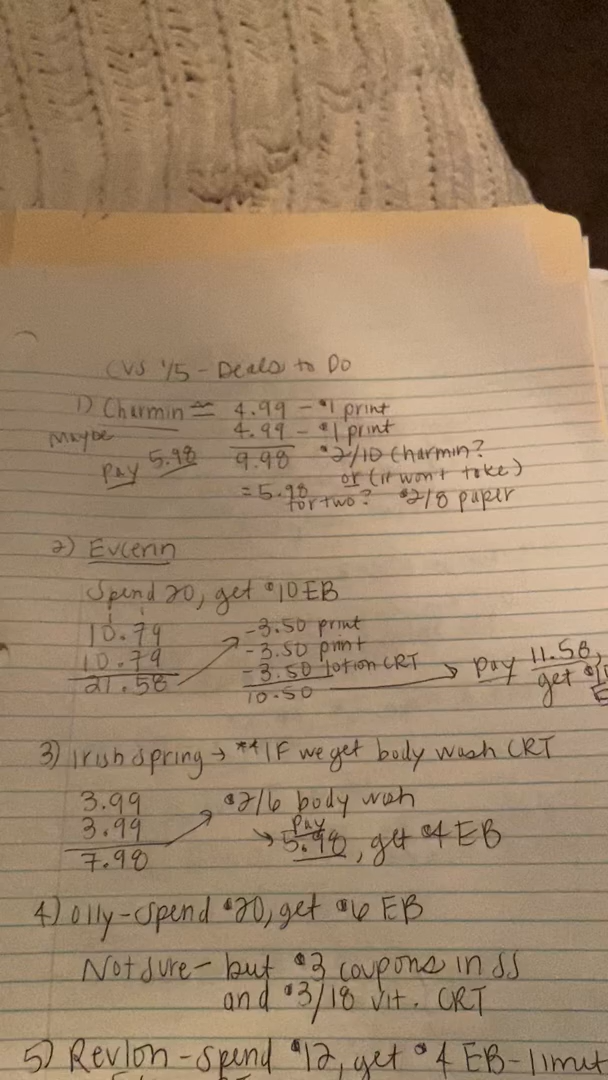 CVS 1/5 - Deals to Do
1) Charmin = 4.99 - $1 print
Maybe 4.99 - $1 print
pay 5.98 9.98 $2/10 Charmin?
or (it won't take)
= 5.98 for two? $2/8 paper
2) Eucerin
Spend 20, get $10 EB
10.79 -3.50 print
10.79 -3.50 print
21.58 -3.50 lotion CRT
10.50 → pay 11.58, get $10
3) Irish Spring → **IF we get body wash CRT
3.99 $2/6 body wash
3.99 pay
7.98 5.98, get $4 EB
4) Olly - spend $20, get $6 EB
Not sure - but $3 coupons in SS
and $3/18 vit. CRT
5) Revlon - spend $12, get $4 EB - limit